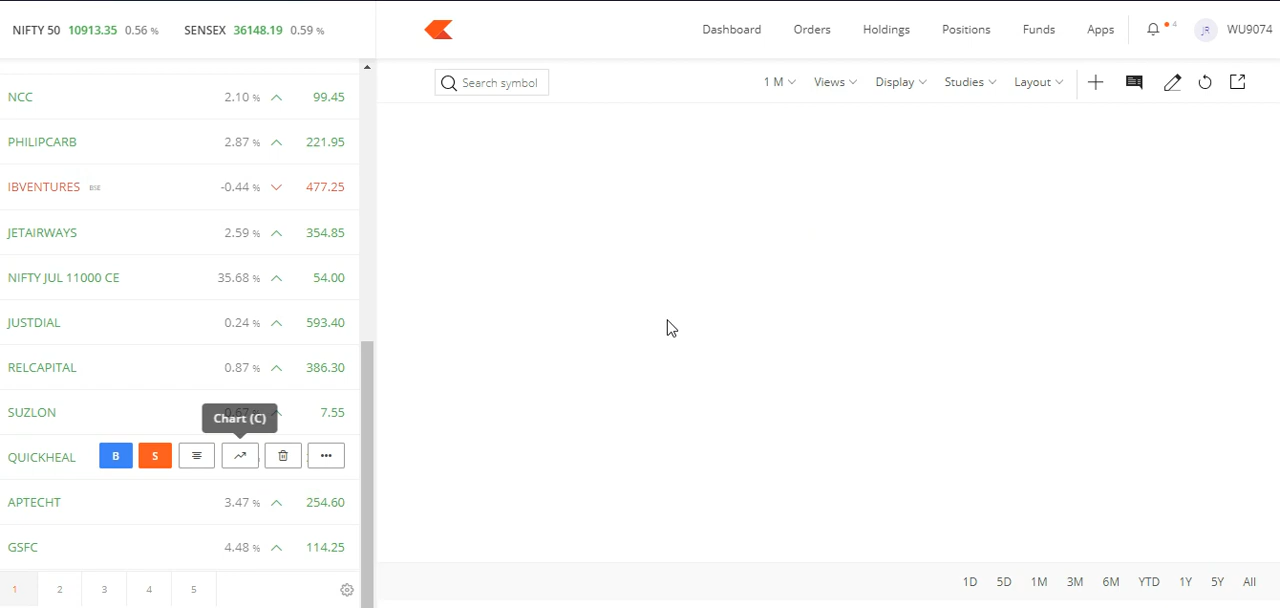 NIFTY 50 10913.35 0.56 % SENSEX 36148.19 0.59 %
Dashboard Orders Holdings Positions Funds Apps 4 JR WU9074
Search symbol 1 M Views Display Studies Layout
NCC 2.10 % 99.45
PHILIPCARB 2.87 % 221.95
IBVENTURES BSE -0.44 % 477.25
JETAIRWAYS 2.59 % 354.85
NIFTY JUL 11000 CE 35.68 % 54.00
JUSTDIAL 0.24 % 593.40
RELCAPITAL 0.87 % 386.30
SUZLON 0.67 7.55
Chart (C)
QUICKHEAL B S
APTECHT 3.47 % 254.60
GSFC 4.48 % 114.25
1 2 3 4 5
1D 5D 1M 3M 6M YTD 1Y 5Y All